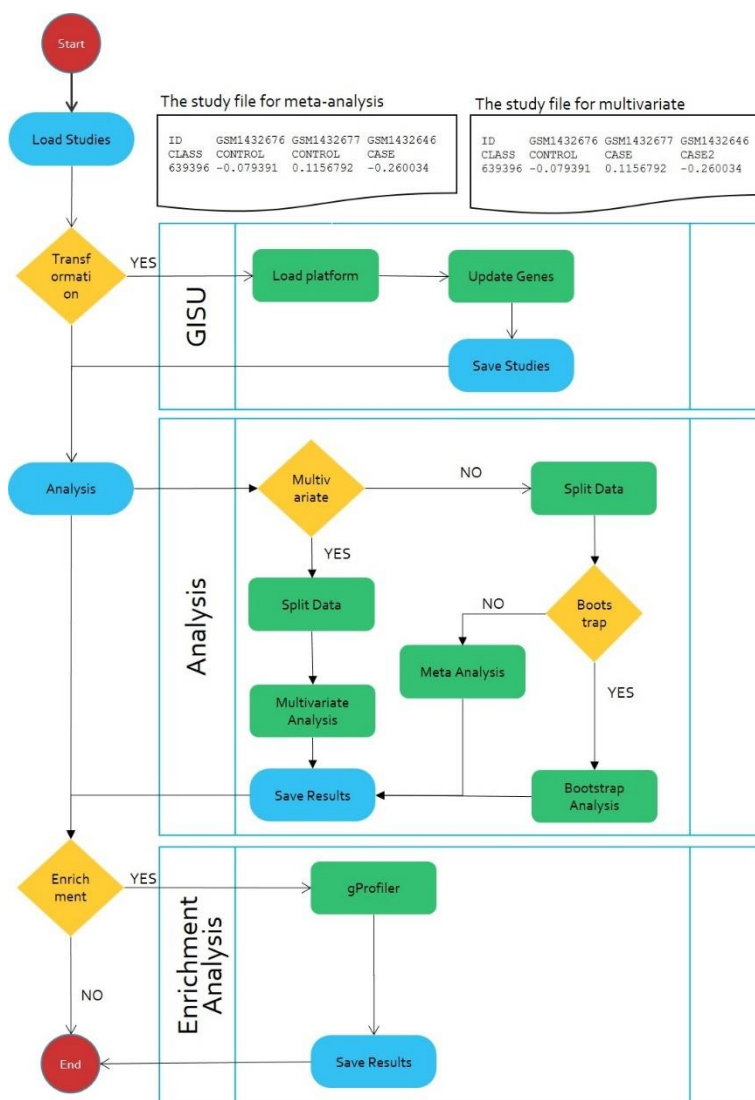 Start
Load Studies
The study file for meta-analysis
ID GSM1432676 GSM1432677 GSM1432646
CLASS CONTROL CONTROL CASE
639396 -0.079391 0.1156792 -0.260034
The study file for multivariate
ID GSM1432676 GSM1432677 GSM1432646
CLASS CONTROL CASE CASE2
639396 -0.079391 0.1156792 -0.260034
Transf
ormati
on
YES
GISU
Load platform
Update Genes
Save Studies
Analysis
Analysis
Multiv
ariate
NO
Split Data
YES
Split Data
NO
Boots
trap
Meta Analysis
YES
Multivariate
Analysis
Save Results
Bootstrap
Analysis
Enrich
ment
YES
Enrichment
Analysis
gProfiler
NO
End
Save Results